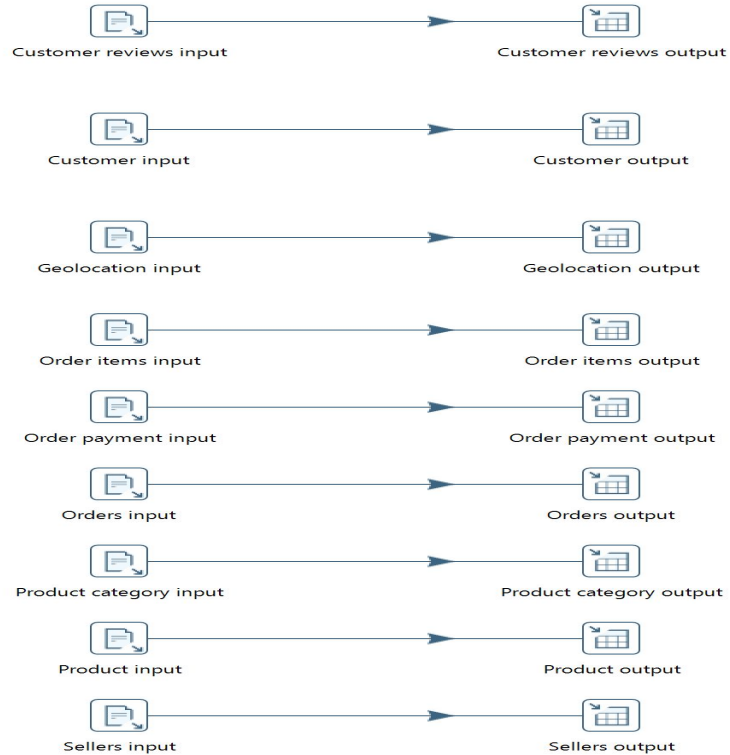 Customer reviews input
Customer reviews output
Customer input
Customer output
Geolocation input
Geolocation output
Order items input
Order items output
Order payment input
Order payment output
Orders input
Orders output
Product category input
Product category output
Product input
Product output
Sellers input
Sellers output